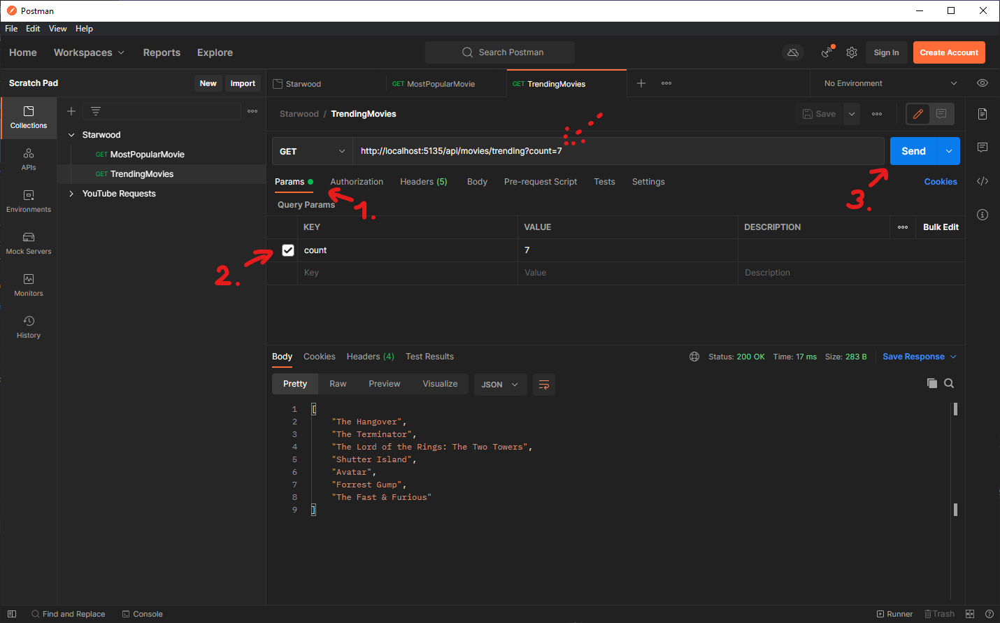 Postman
File Edit View Help
Home Workspaces Reports Explore Search Postman Sign In Create Account
Scratch Pad New Import Starwood GET MostPopularMovie GET TrendingMovies No Environment
Collections
APIs
Environments
Mock Servers
Monitors
History
Starwood
GET MostPopularMovie
GET TrendingMovies
YouTube Requests
Starwood / TrendingMovies Save
GET http://localhost:5135/api/movies/trending?count=7 Send
Params Authorization Headers (5) Body Pre-request Script Tests Settings Cookies
1.
3.
Query Params
KEY VALUE DESCRIPTION Bulk Edit
count 7
2.
Key Value Description
Body Cookies Headers (4) Test Results Status: 200 OK Time: 17 ms Size: 283 B Save Response
Pretty Raw Preview Visualize JSON
1 [
2 "The Hangover",
3 "The Terminator",
4 "The Lord of the Rings: The Two Towers",
5 "Shutter Island",
6 "Avatar",
7 "Forrest Gump",
8 "The Fast & Furious"
9 ]
Find and Replace Console Runner Trash